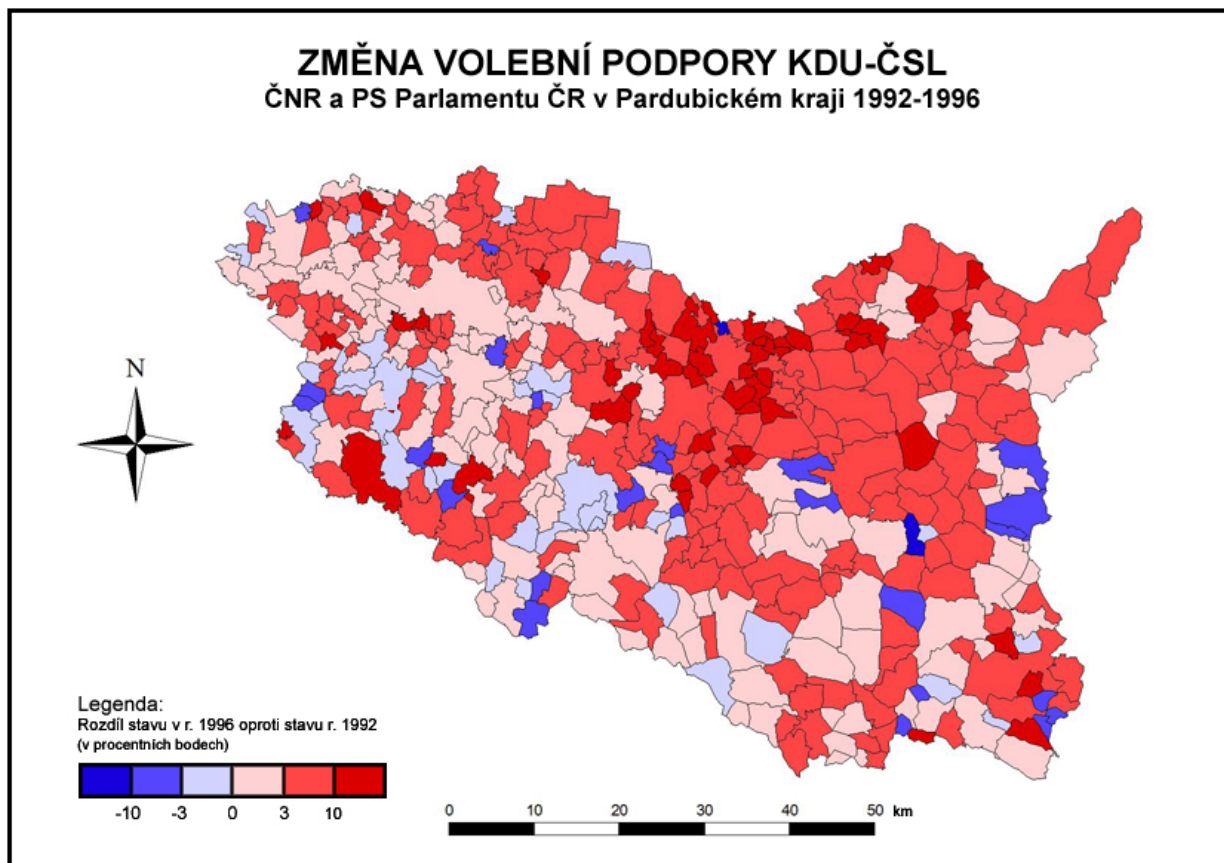 ZMĚNA VOLEBNÍ PODPORY KDU-ČSL
ČNR a PS Parlamentu ČR v Pardubickém kraji 1992-1996
N
Legenda:
Rozdíl stavu v r. 1996 oproti stavu r. 1992
(v procentních bodech)
-10 -3 0 3 10
0 10 20 30 40 50 km